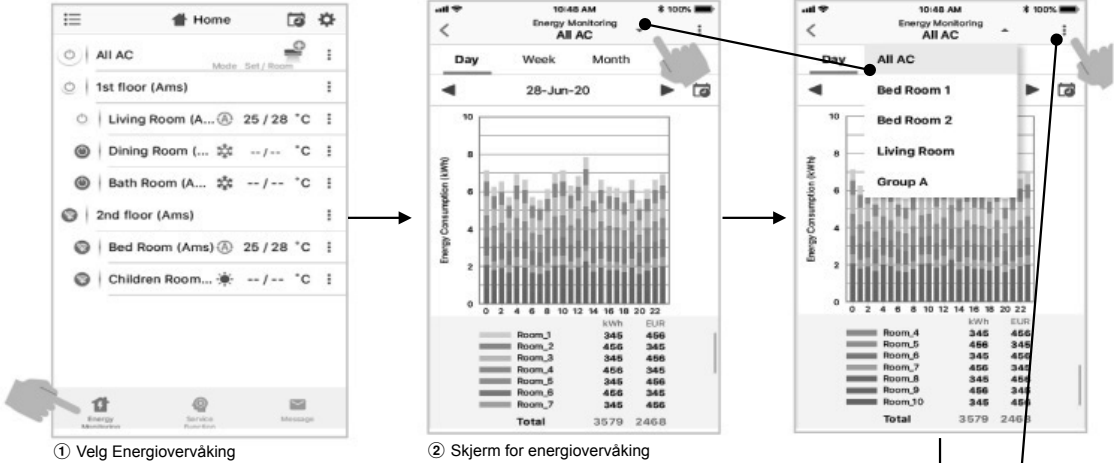 Home
All AC
Mode Set / Room
1st floor (Ams)
Living Room (A... A 25 / 28 °C
Dining Room (... -- / -- °C
Bath Room (A... -- / -- °C
2nd floor (Ams)
Bed Room (Ams) A 25 / 28 °C
Children Room... -- / -- °C
Energy Monitoring
Service Function
Message
① Velg Energiovervåking
10:48 AM 100%
Energy Monitoring
All AC
Day Week Month
28-Jun-20
Energy Consumption (kWh)
10
8
6
4
2
0
0 2 4 6 8 10 12 14 16 18 20 22
kWh EUR
Room_1 345 456
Room_2 456 345
Room_3 345 456
Room_4 456 345
Room_5 345 456
Room_6 456 345
Room_7 345 456
Total 3579 2468
② Skjerm for energiovervåking
10:48 AM 100%
Energy Monitoring
All AC
Day
All AC
Bed Room 1
Bed Room 2
Living Room
Group A
Energy Consumption (kWh)
10
8
6
4
2
0
0 2 4 6 8 10 12 14 16 18 20 22
kWh EUR
Room_4 345 456
Room_5 456 345
Room_6 345 456
Room_7 456 345
Room_8 345 456
Room_9 456 345
Room_10 345 456
Total 3579 2468